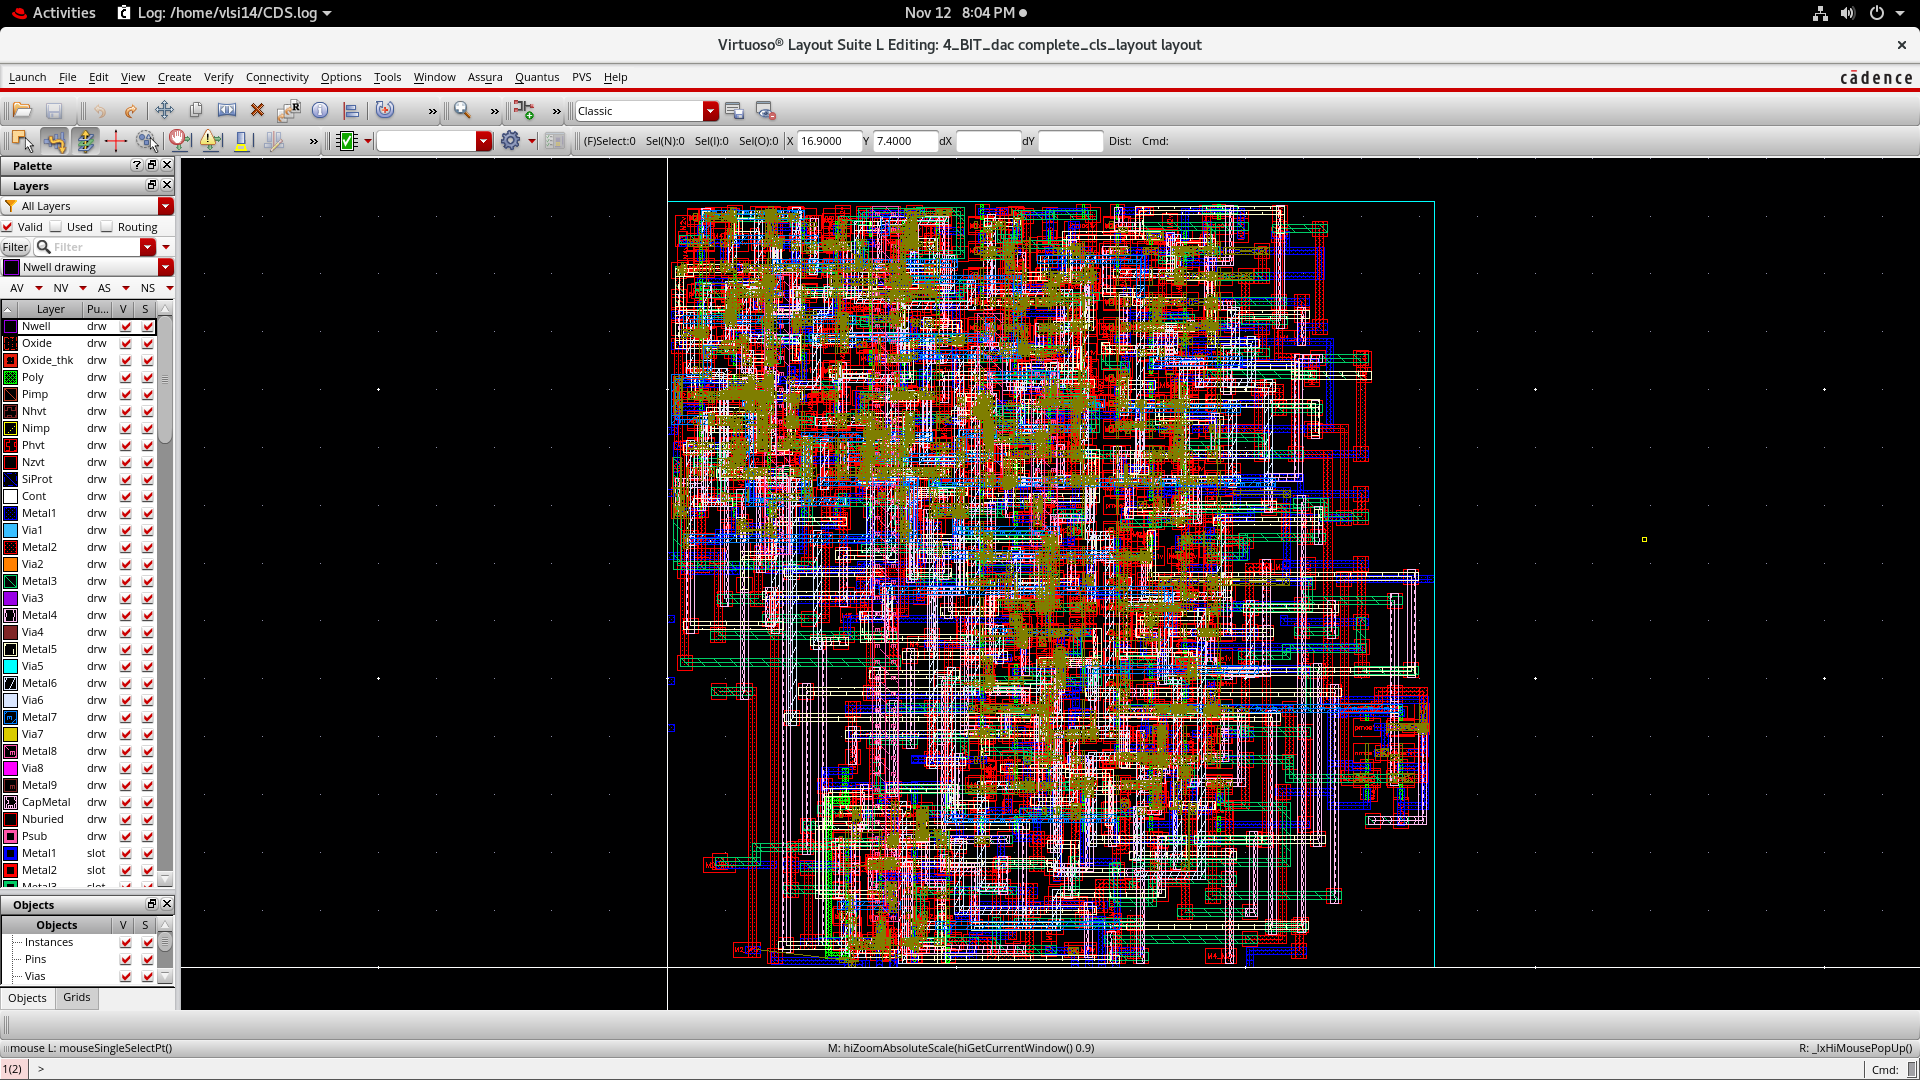 Activities Log: /home/vlsi14/CDS.log Nov 12 8:04 PM
Virtuoso® Layout Suite L Editing: 4_BIT_dac complete_cls_layout layout
Launch File Edit View Create Verify Connectivity Options Tools Window Assura Quantus PVS Help cādence
Classic
(F)Select:0 Sel(N):0 Sel(I):0 Sel(O):0 X 16.9000 Y 7.4000 dX dY Dist: Cmd:
Palette
Layers
All Layers
Valid Used Routing
Filter Filter
Nwell drawing
AV NV AS NS
Layer Pu... V S
Nwell drw
Oxide drw
Oxide_thk drw
Poly drw
Pimp drw
Nhvt drw
Nimp drw
Phvt drw
Nzvt drw
SiProt drw
Cont drw
Metal1 drw
Via1 drw
Metal2 drw
Via2 drw
Metal3 drw
Via3 drw
Metal4 drw
Via4 drw
Metal5 drw
Via5 drw
Metal6 drw
Via6 drw
Metal7 drw
Via7 drw
Metal8 drw
Via8 drw
Metal9 drw
CapMetal drw
Nburied drw
Psub drw
Metal1 slot
Metal2 slot
Metal3 slot
Objects
Objects V S
Instances
Pins
Vias
Objects Grids
mouse L: mouseSingleSelectPt() M: hiZoomAbsoluteScale(hiGetCurrentWindow() 0.9) R: _lxHiMousePopUp()
1(2) > Cmd: